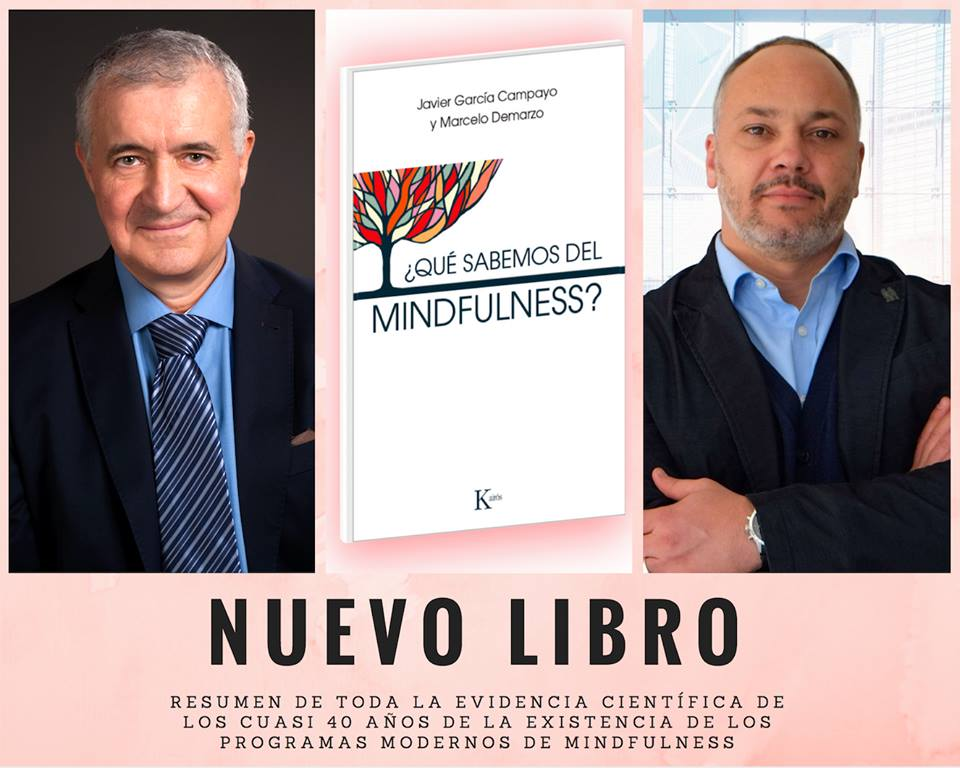 Javier García Campayo
y Marcelo Demarzo
¿QUÉ SABEMOS DEL
MINDFULNESS?
Kairós
NUEVO LIBRO
RESUMEN DE TODA LA EVIDENCIA CIENTÍFICA DE
LOS CUASI 40 AÑOS DE LA EXISTENCIA DE LOS
PROGRAMAS MODERNOS DE MINDFULNESS